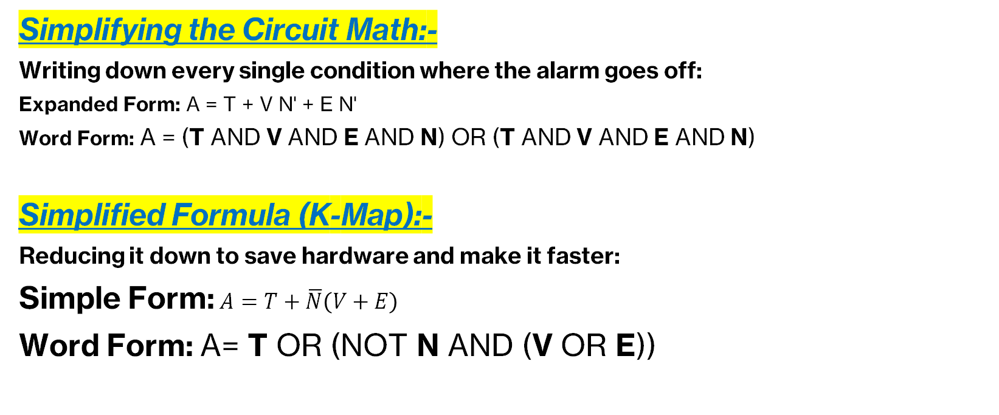 Simplifying the Circuit Math:-
Writing down every single condition where the alarm goes off:
Expanded Form: A = T + V N' + E N'
Word Form: A = (T AND V AND E AND N) OR (T AND V AND E AND N)
Simplified Formula (K-Map):-
Reducing it down to save hardware and make it faster:
Simple Form: A = T + N̅(V + E)
Word Form: A= T OR (NOT N AND (V OR E))